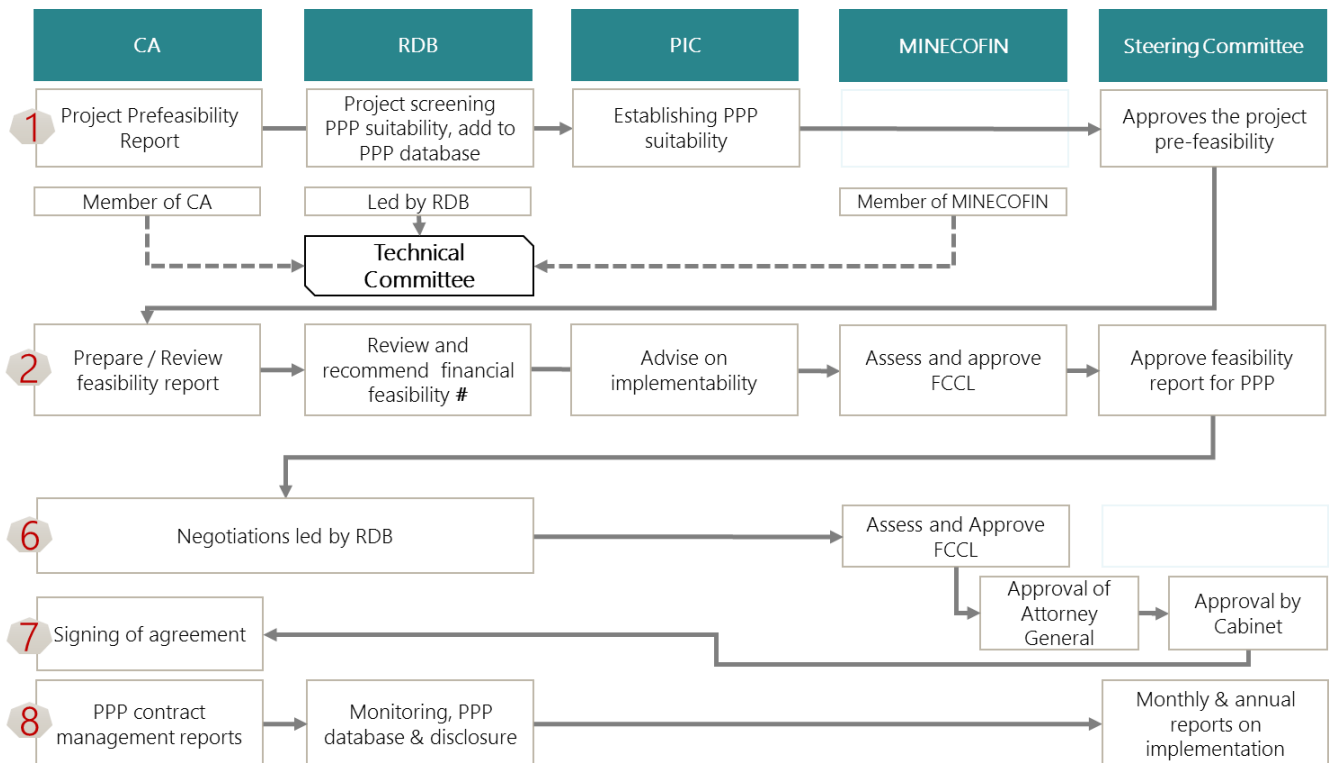 CA
RDB
PIC
MINECOFIN
Steering Committee
1
Project Prefeasibility
Report
Project screening
PPP suitability, add to
PPP database
Establishing PPP
suitability
Approves the project
pre-feasibility
Member of CA
Led by RDB
Member of MINECOFIN
Technical
Committee
2
Prepare / Review
feasibility report
Review and
recommend financial
feasibility #
Advise on
implementability
Assess and approve
FCCL
Approve feasibility
report for PPP
6
Negotiations led by RDB
Assess and Approve
FCCL
Approval of
Attorney
General
Approval by
Cabinet
7
Signing of agreement
8
PPP contract
management reports
Monitoring, PPP
database & disclosure
Monthly & annual
reports on
implementation